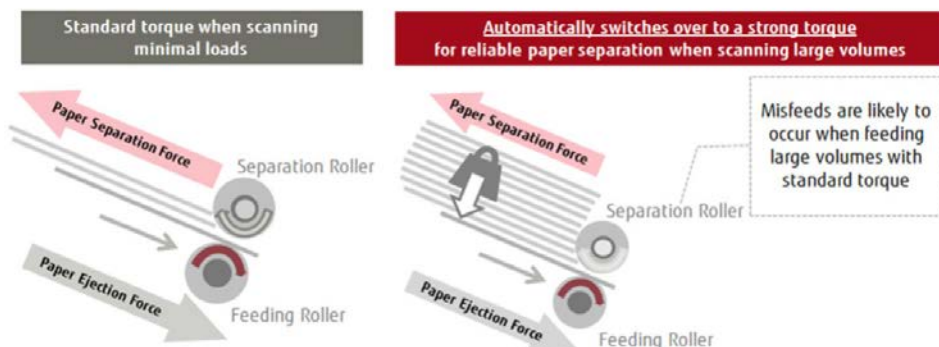 Standard torque when scanning
minimal loads
Paper Separation Force
Separation Roller
Paper Ejection Force
Feeding Roller
Automatically switches over to a strong torque
for reliable paper separation when scanning large volumes
Paper Separation Force
Misfeeds are likely to
occur when feeding
large volumes with
standard torque
Separation Roller
Paper Ejection Force
Feeding Roller